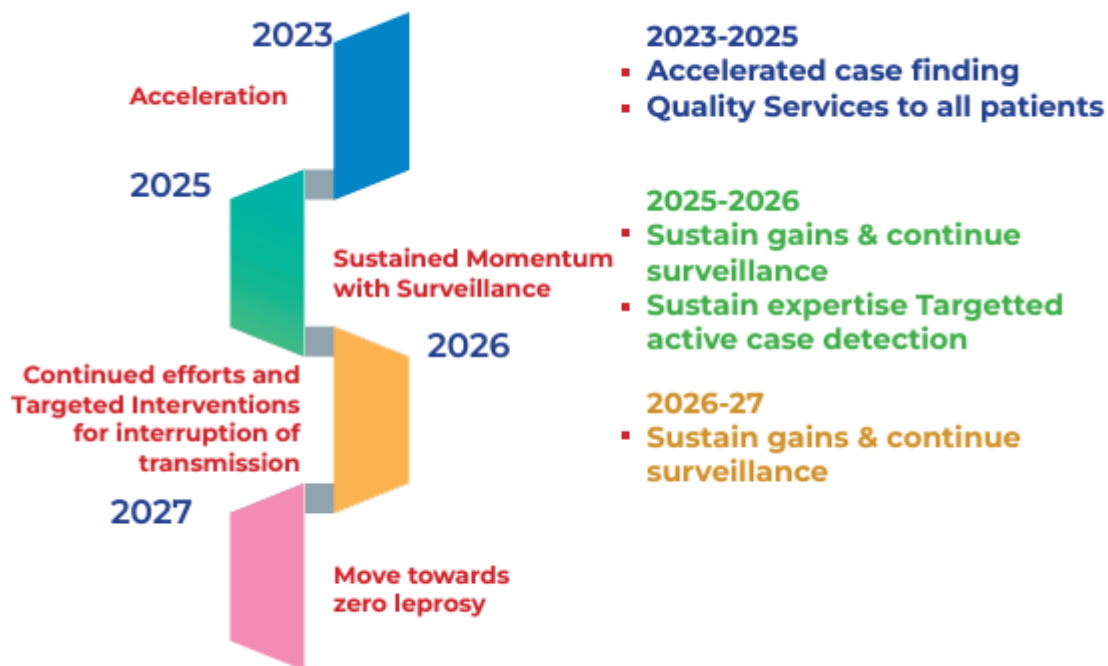 2023
Acceleration
2025
Sustained Momentum
with Surveillance
2026
Continued efforts and
Targeted Interventions
for interruption of
transmission
2027
Move towards
zero leprosy
2023-2025
▪ Accelerated case finding
▪ Quality Services to all patients
2025-2026
▪ Sustain gains & continue
surveillance
▪ Sustain expertise Targetted
active case detection
2026-27
▪ Sustain gains & continue
surveillance